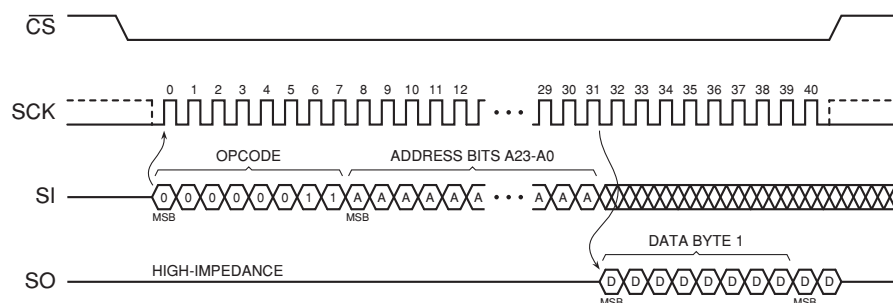 CS
0 1 2 3 4 5 6 7 8 9 10 11 12 29 30 31 32 33 34 35 36 37 38 39 40
SCK
OPCODE ADDRESS BITS A23-A0
SI 0 0 0 0 0 0 1 1 A A A A A A A A A
MSB MSB
DATA BYTE 1
SO HIGH-IMPEDANCE D D D D D D D D D D
MSB MSB